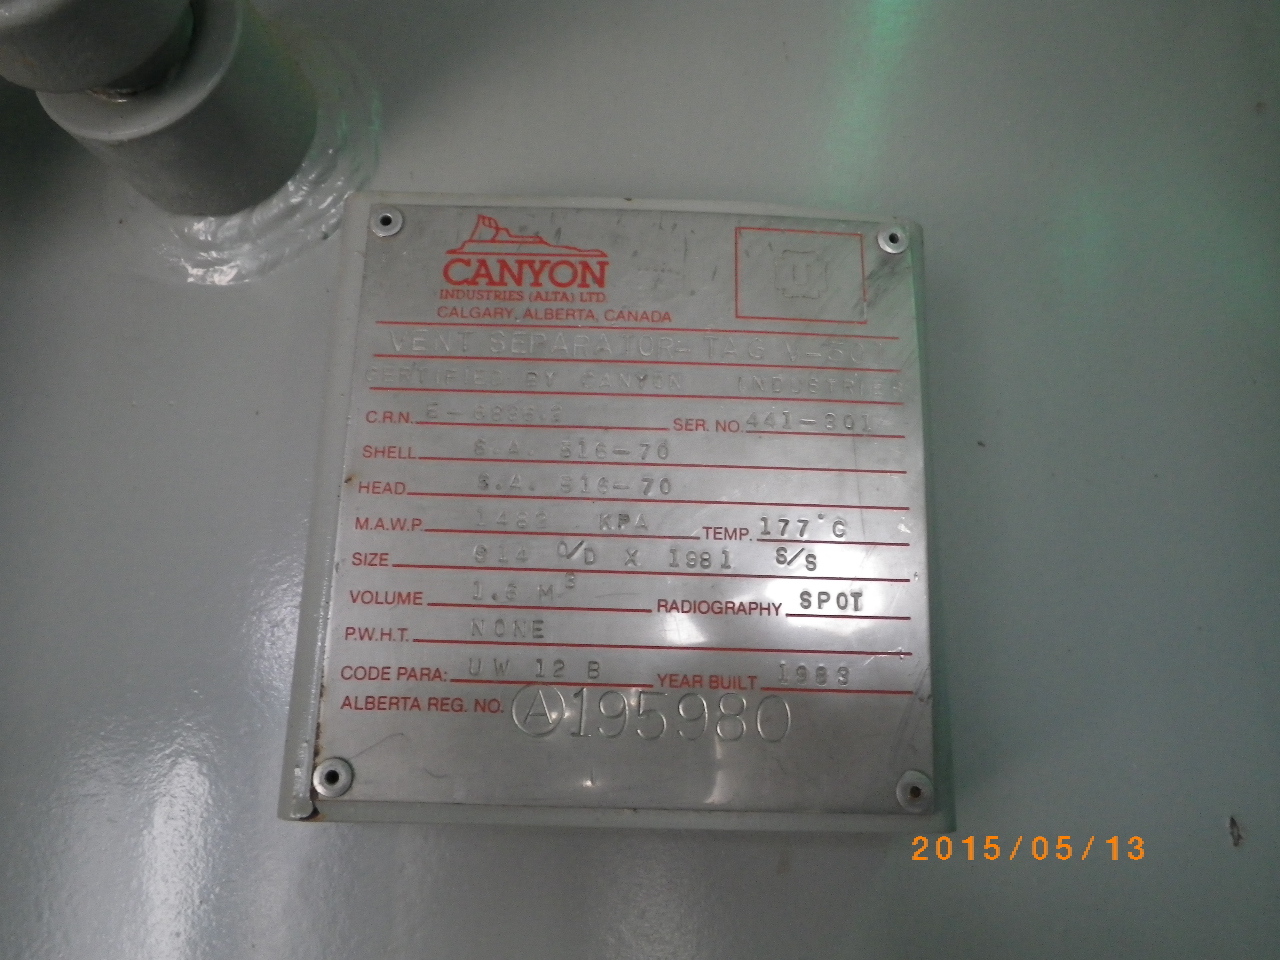 CANYON
INDUSTRIES (ALTA) LTD.
CALGARY, ALBERTA, CANADA
VENT SEPARATOR-TAG
CERTIFIED BY CANYON INDUSTRIES
C.R.N. SER. NO. 441-301
SHELL S.A. 516-70
HEAD S.A. 516-70
M.A.W.P. KPA TEMP. 177°C
SIZE 914 O/D X 1981 S/S
VOLUME M³ RADIOGRAPHY SPOT
P.W.H.T. NONE
CODE PARA: UW 12 B YEAR BUILT 1983
ALBERTA REG. NO. A195980
2015/05/13